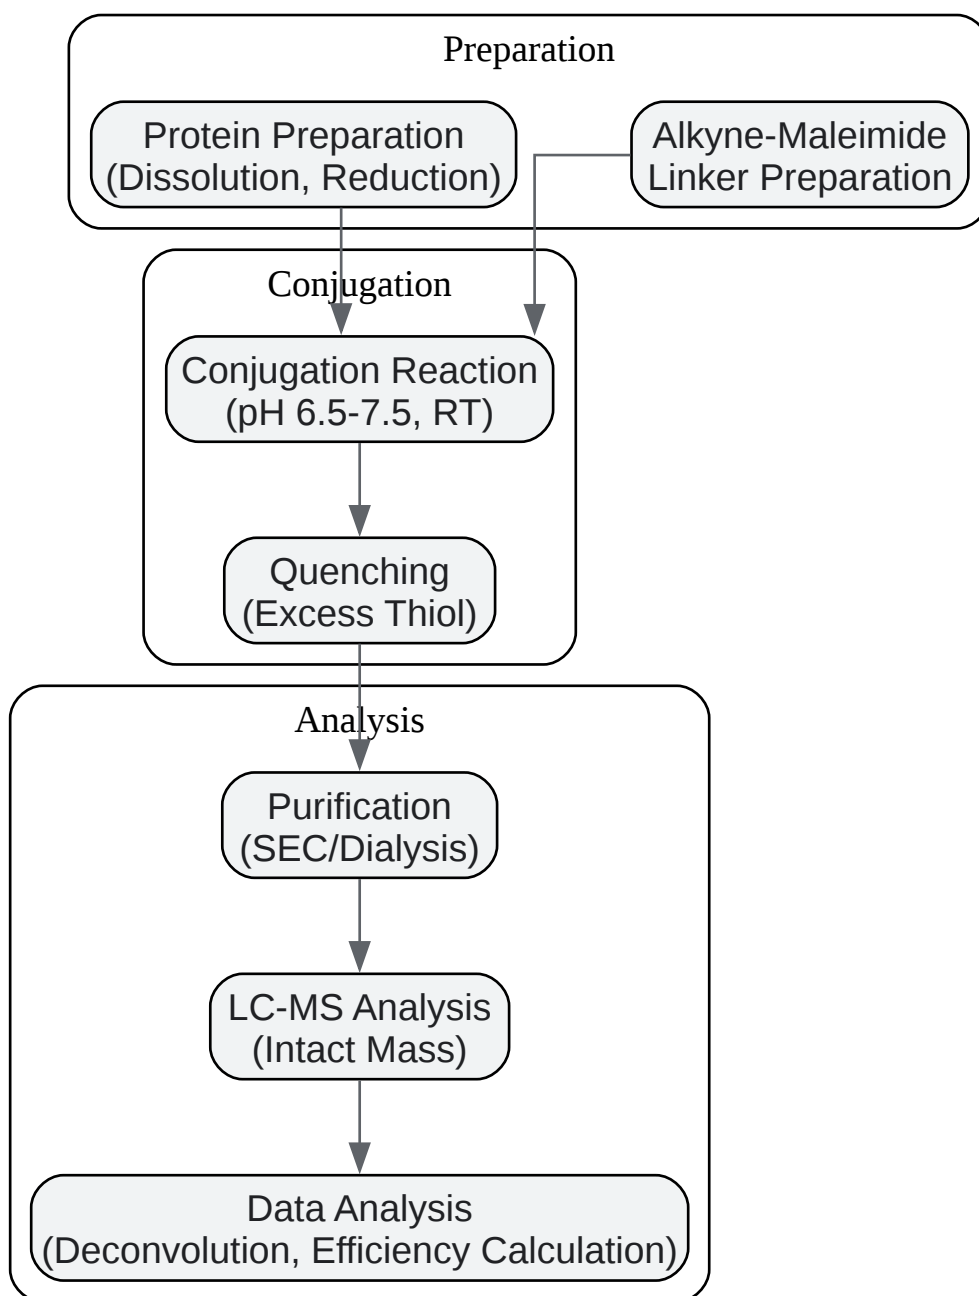 Preparation
Protein Preparation
(Dissolution, Reduction)
Alkyne-Maleimide
Linker Preparation
Conjugation
Conjugation Reaction
(pH 6.5-7.5, RT)
Quenching
(Excess Thiol)
Analysis
Purification
(SEC/Dialysis)
LC-MS Analysis
(Intact Mass)
Data Analysis
(Deconvolution, Efficiency Calculation)